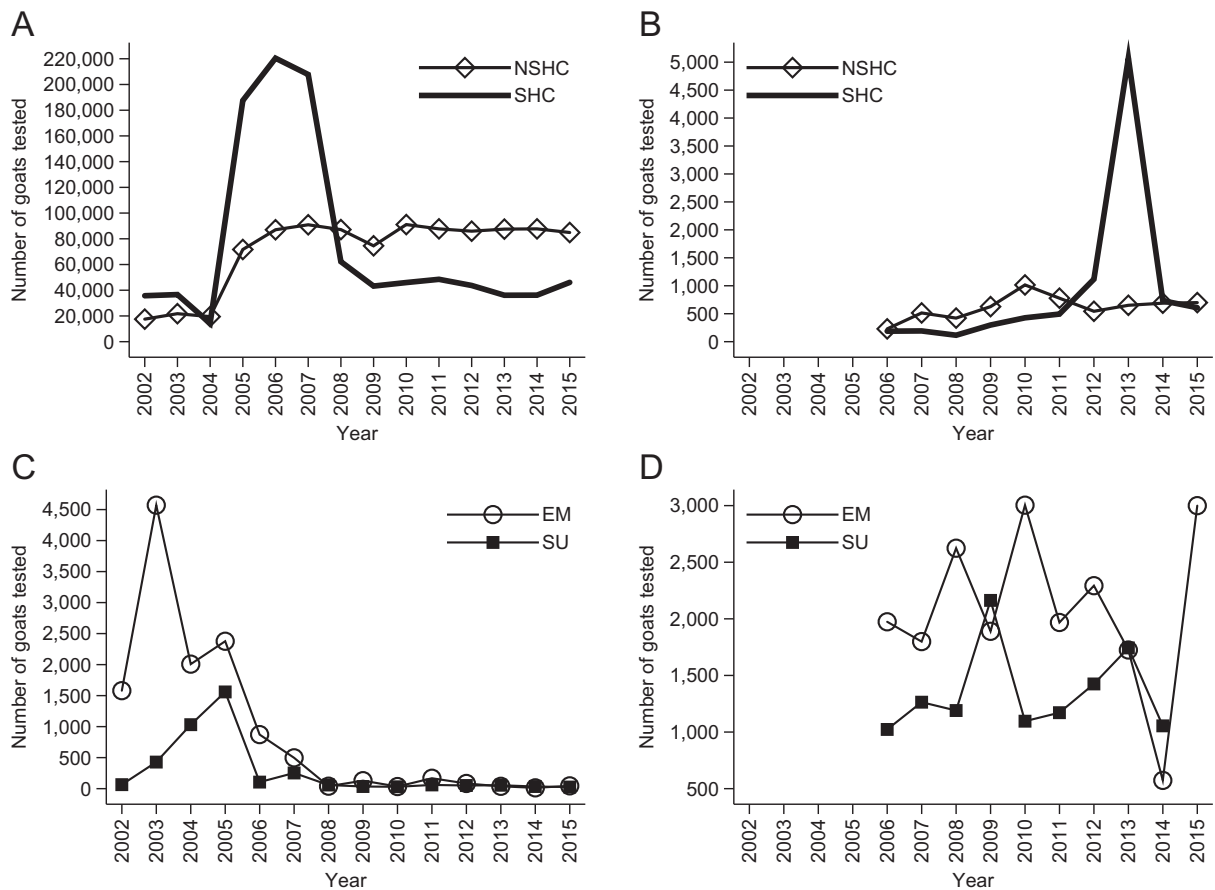 A
Number of goats tested
220,000
200,000
180,000
160,000
140,000
120,000
100,000
80,000
60,000
40,000
20,000
0
NSHC
SHC
2002 2003 2004 2005 2006 2007 2008 2009 2010 2011 2012 2013 2014 2015
Year
B
Number of goats tested
5,000
4,500
5,000
3,500
3,000
2,500
2,000
1,500
1,000
500
0
NSHC
SHC
2002 2003 2004 2005 2006 2007 2008 2009 2010 2011 2012 2013 2014 2015
Year
C
Number of goats tested
4,500
5,000
4,500
3,000
2,500
2,000
1,500
1,000
500
0
EM
SU
2002 2003 2004 2005 2006 2007 2008 2009 2010 2011 2012 2013 2014 2015
Year
D
Number of goats tested
3,000
2,500
2,000
1,500
1,000
500
EM
SU
2002 2003 2004 2005 2006 2007 2008 2009 2010 2011 2012 2013 2014 2015
Year